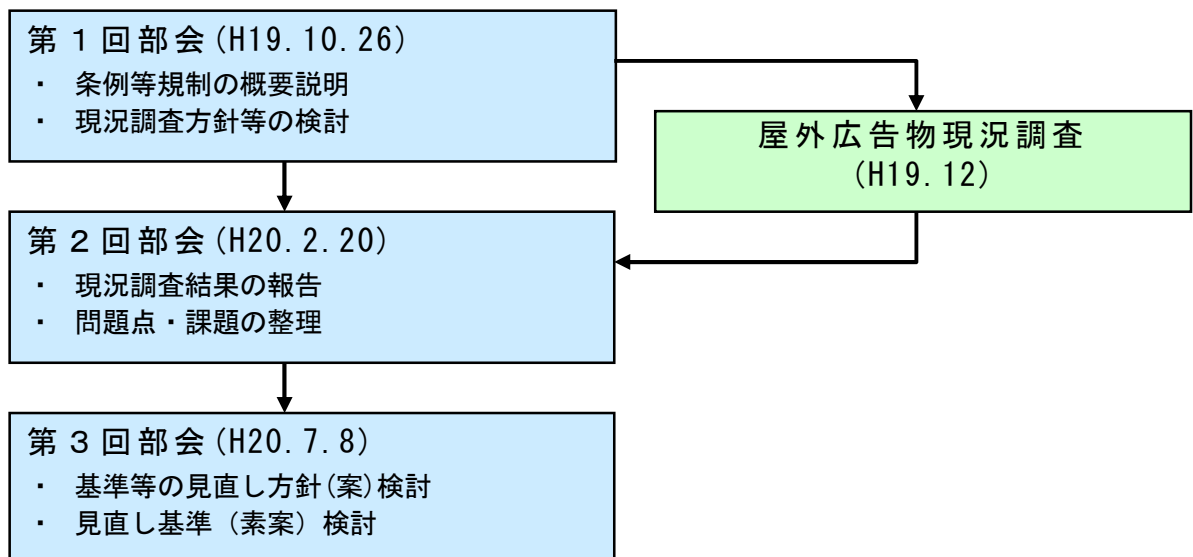 第１回部会(H19.10.26)
・ 条例等規制の概要説明
・ 現況調査方針等の検討
屋外広告物現況調査
(H19.12)
第２回部会(H20.2.20)
・ 現況調査結果の報告
・ 問題点・課題の整理
第３回部会(H20.7.8)
・ 基準等の見直し方針(案)検討
・ 見直し基準（素案）検討